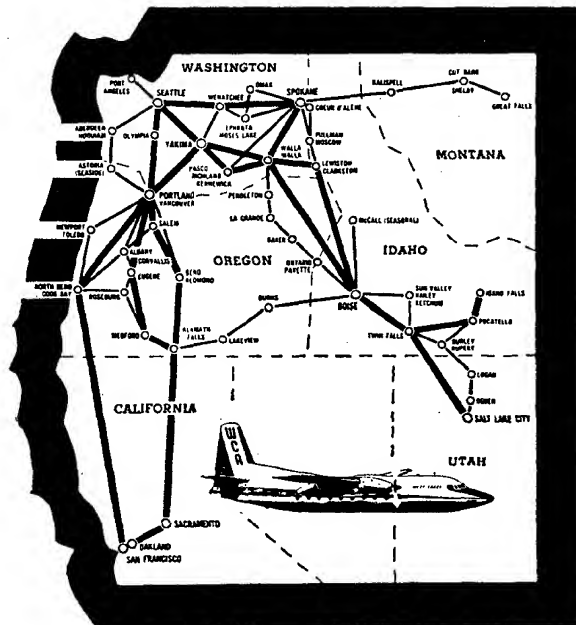 WASHINGTON
PORT
ANGELES
SEATTLE
WENATCHEE
OMAK
SPOKANE
KALISPELL
CUT BANK
SHELBY
GREAT FALLS
COEUR D'ALENE
EPHRATA
MOSES LAKE
ABERDEEN
HOQUIAM
OLYMPIA
YAKIMA
PULLMAN
MOSCOW
WALLA
WALLA
LEWISTON
CLARKSTON
MONTANA
ASTORIA
(SEASIDE)
PASCO
RICHLAND
KENNEWICK
PORTLAND
VANCOUVER
PENDLETON
LA GRANDE
McCALL (SEASONAL)
NEWPORT
TOLEDO
SALEM
BAKER
IDAHO
ALBANY
CORVALLIS
OREGON
ONTARIO
PAYETTE
EUGENE
BEND
REDMOND
NORTH BEND
COOS BAY
ROSEBURG
BURNS
BOISE
SUN VALLEY
HAILEY
KETCHUM
IDAHO FALLS
POCATELLO
MEDFORD
KLAMATH
FALLS
LAKEVIEW
TWIN FALLS
BURLEY
RUPERT
LOGAN
OGDEN
SALT LAKE CITY
CALIFORNIA
UTAH
WCA
WEST COAST
SACRAMENTO
OAKLAND
SAN FRANCISCO